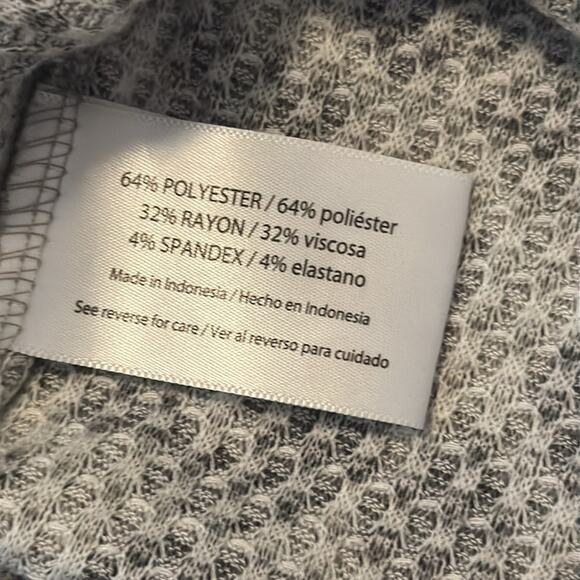 64% POLYESTER / 64% poliéster
32% RAYON / 32% viscosa
4% SPANDEX / 4% elastano
Made in Indonesia / Hecho en Indonesia
See reverse for care / Ver al reverso para cuidado